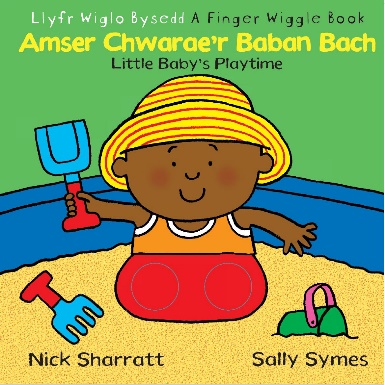 Llyfr Wiglo Bysedd A Finger Wiggle Book
Amser Chwarae'r Baban Bach
Little Baby's Playtime
Nick Sharratt Sally Symes